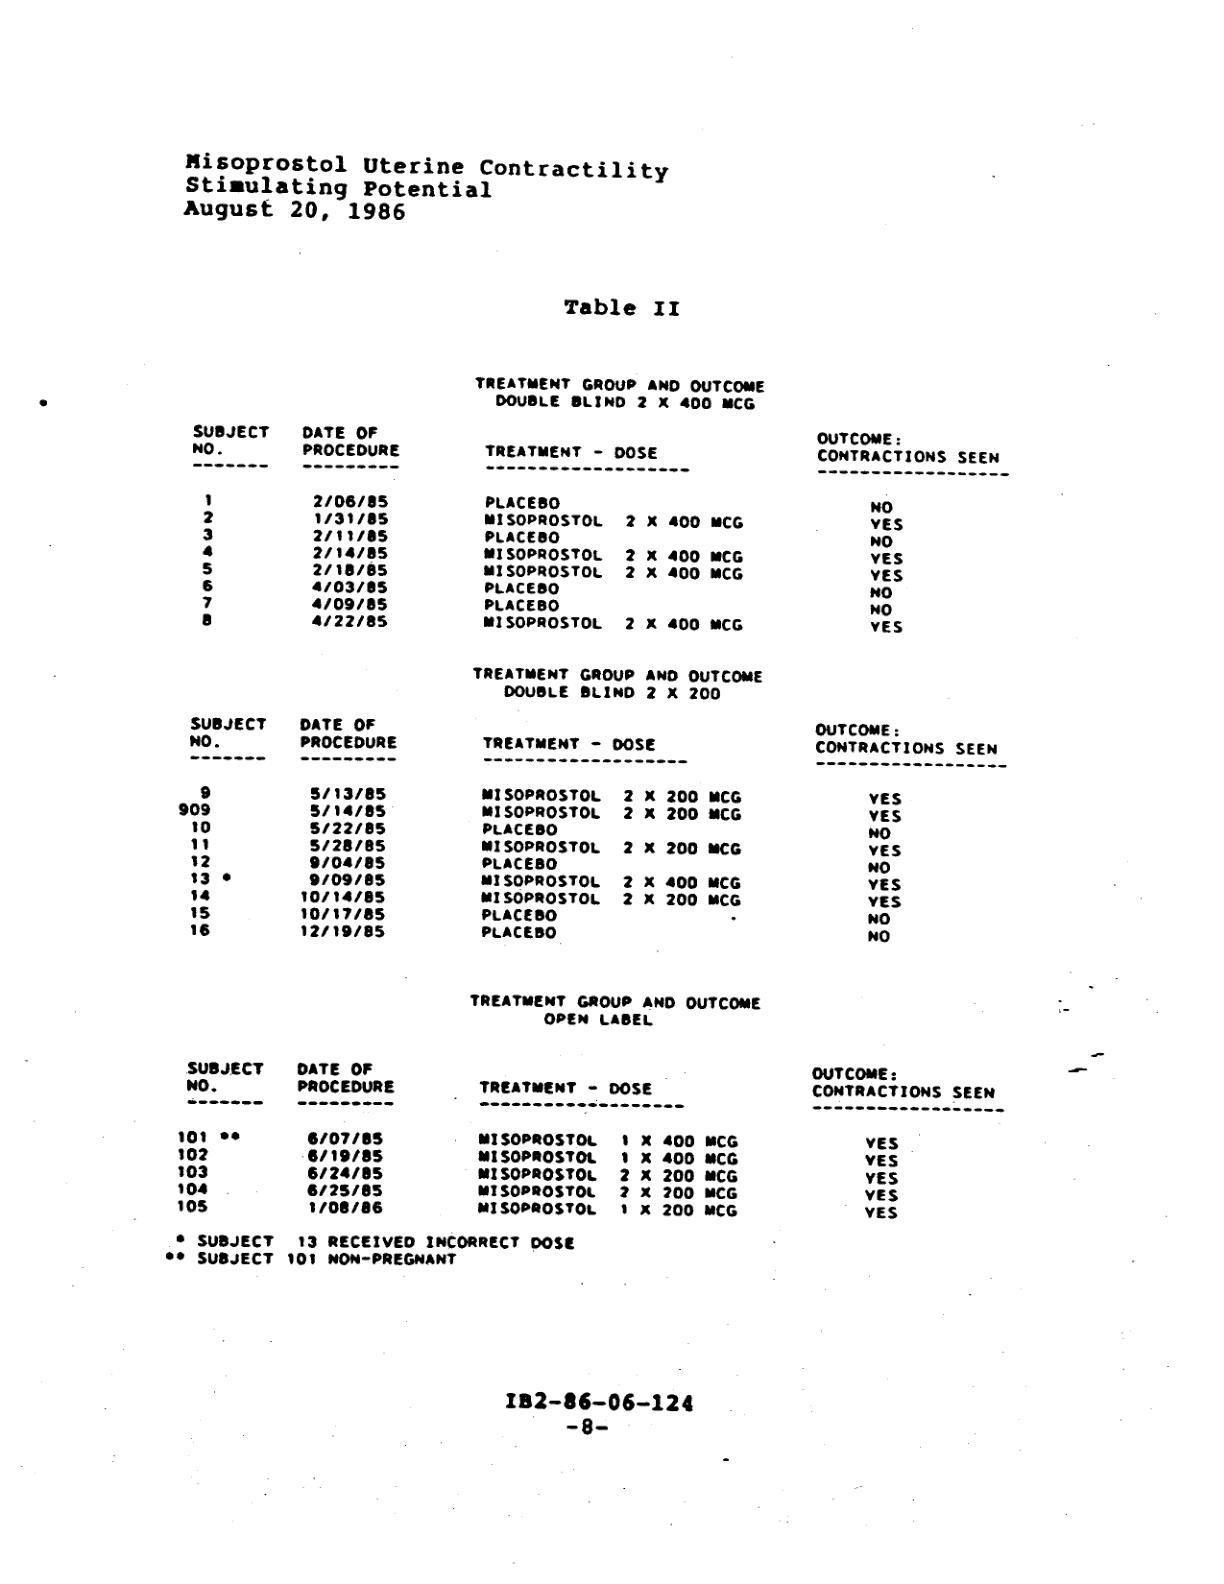 Misoprostol Uterine Contractility
Stimulating Potential
August 20, 1986
Table II
TREATMENT GROUP AND OUTCOME
DOUBLE BLIND 2 X 400 MCG
SUBJECT NO. DATE OF PROCEDURE TREATMENT - DOSE OUTCOME: CONTRACTIONS SEEN
------- --------- ------------------- ------------------
1 2/06/85 PLACEBO NO
2 1/31/85 MISOPROSTOL 2 X 400 MCG YES
3 2/11/85 PLACEBO NO
4 2/14/85 MISOPROSTOL 2 X 400 MCG YES
5 2/18/85 MISOPROSTOL 2 X 400 MCG YES
6 4/03/85 PLACEBO NO
7 4/09/85 PLACEBO NO
8 4/22/85 MISOPROSTOL 2 X 400 MCG YES
TREATMENT GROUP AND OUTCOME
DOUBLE BLIND 2 X 200
SUBJECT NO. DATE OF PROCEDURE TREATMENT - DOSE OUTCOME: CONTRACTIONS SEEN
------- --------- ------------------- ------------------
9 5/13/85 MISOPROSTOL 2 X 200 MCG YES
909 5/14/85 MISOPROSTOL 2 X 200 MCG YES
10 5/22/85 PLACEBO NO
11 5/28/85 MISOPROSTOL 2 X 200 MCG YES
12 9/04/85 PLACEBO NO
13 * 9/09/85 MISOPROSTOL 2 X 400 MCG YES
14 10/14/85 MISOPROSTOL 2 X 200 MCG YES
15 10/17/85 PLACEBO NO
16 12/19/85 PLACEBO NO
TREATMENT GROUP AND OUTCOME
OPEN LABEL
SUBJECT NO. DATE OF PROCEDURE TREATMENT - DOSE OUTCOME: CONTRACTIONS SEEN
------- --------- ------------------- ------------------
101 ** 6/07/85 MISOPROSTOL 1 X 400 MCG YES
102 6/19/85 MISOPROSTOL 1 X 400 MCG YES
103 6/24/85 MISOPROSTOL 2 X 200 MCG YES
104 6/25/85 MISOPROSTOL 2 X 200 MCG YES
105 1/08/86 MISOPROSTOL 1 X 200 MCG YES
* SUBJECT 13 RECEIVED INCORRECT DOSE
** SUBJECT 101 NON-PREGNANT
IB2-86-06-124
-8-